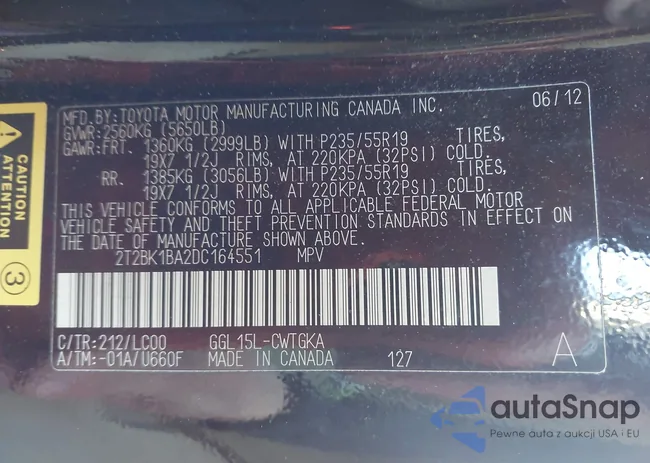 MFD.BY:TOYOTA MOTOR MANUFACTURING CANADA INC. 06/12
GVWR:2560KG (5650LB)
GAWR:FRT. 1360KG (2999LB) WITH P235/55R19 TIRES,
19X7 1/2J RIMS, AT 220KPA (32PSI) COLD.
RR. 1385KG (3056LB) WITH P235/55R19 TIRES,
19X7 1/2J RIMS, AT 220KPA (32PSI) COLD.
THIS VEHICLE CONFORMS TO ALL APPLICABLE FEDERAL MOTOR
VEHICLE SAFETY AND THEFT PREVENTION STANDARDS IN EFFECT ON
THE DATE OF MANUFACTURE SHOWN ABOVE.
2T2BK1BA2DC164551 MPV
C/TR:212/LC00 GGL15L-CWTGKA
A/TM:-01A/U660F MADE IN CANADA 127 A
CAUTION
ATTENTION
3
autaSnap
Pewne auta z aukcji USA i EU